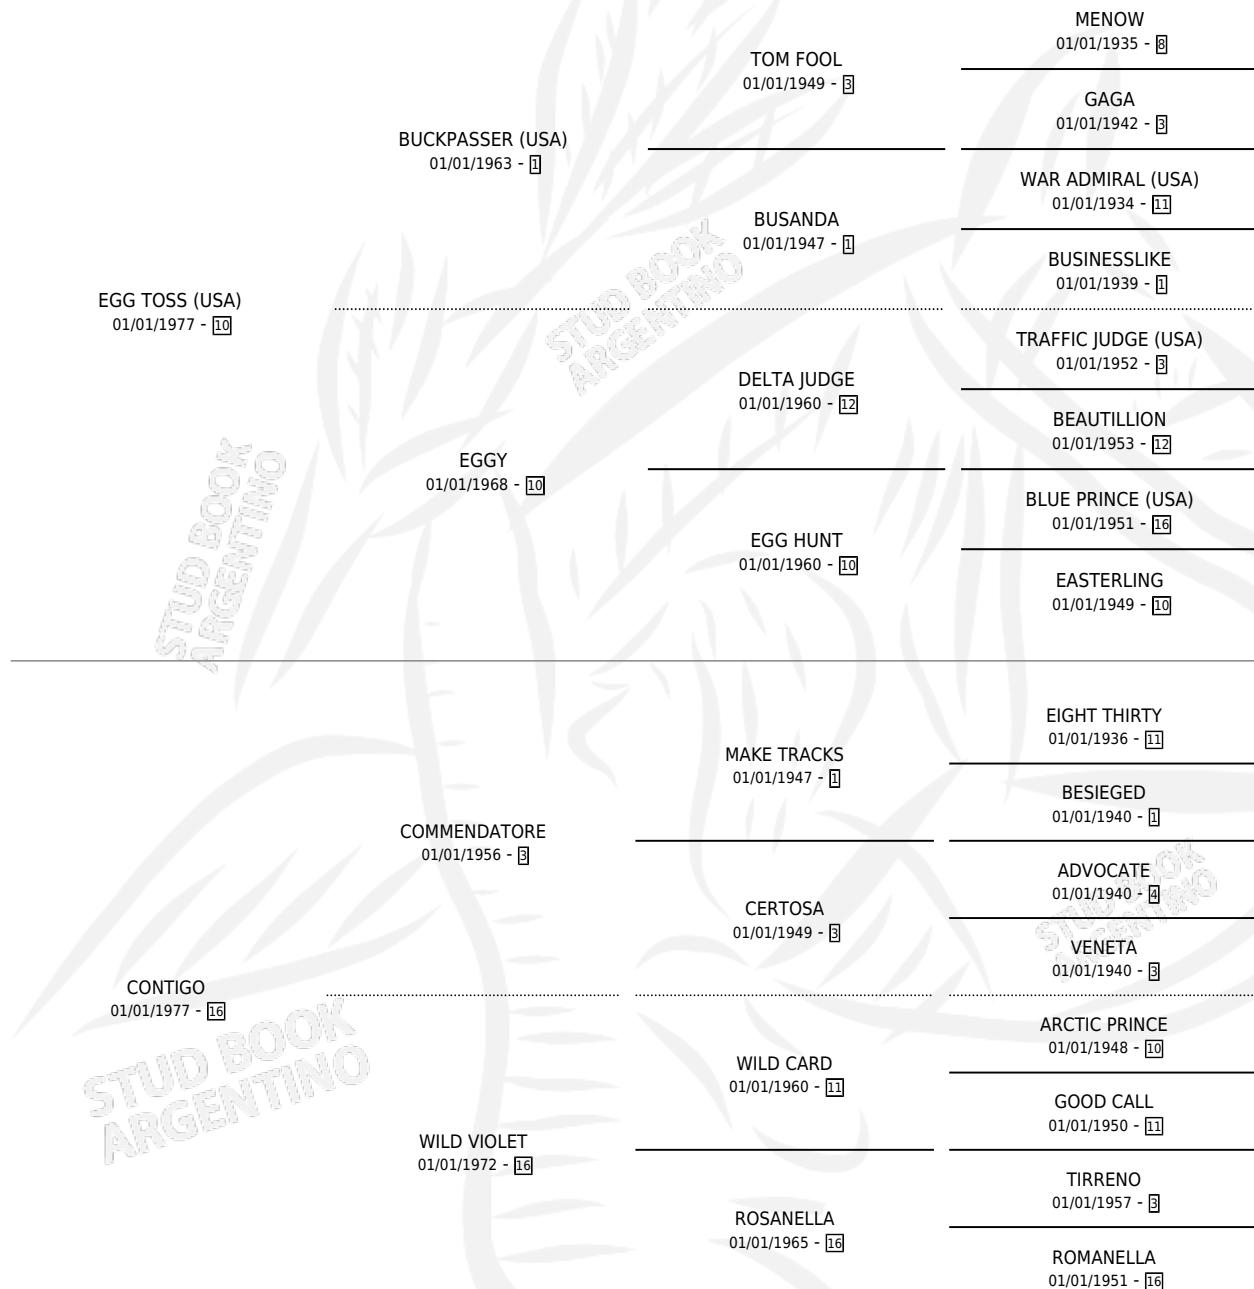 MENOW
01/01/1935 - 8
TOM FOOL
01/01/1949 - 3
GAGA
01/01/1942 - 3
BUCKPASSER (USA)
01/01/1963 - 1
WAR ADMIRAL (USA)
01/01/1934 - 11
BUSANDA
01/01/1947 - 1
BUSINESSLIKE
01/01/1939 - 1
EGG TOSS (USA)
01/01/1977 - 10
TRAFFIC JUDGE (USA)
01/01/1952 - 3
DELTA JUDGE
01/01/1960 - 12
BEAUTILLION
01/01/1953 - 12
EGGY
01/01/1968 - 10
BLUE PRINCE (USA)
01/01/1951 - 16
EGG HUNT
01/01/1960 - 10
EASTERLING
01/01/1949 - 10
EIGHT THIRTY
01/01/1936 - 11
MAKE TRACKS
01/01/1947 - 1
BESIEGED
01/01/1940 - 1
COMMENDATORE
01/01/1956 - 3
ADVOCATE
01/01/1940 - 4
CERTOSA
01/01/1949 - 3
VENETA
01/01/1940 - 3
CONTIGO
01/01/1977 - 16
ARCTIC PRINCE
01/01/1948 - 10
WILD CARD
01/01/1960 - 11
GOOD CALL
01/01/1950 - 11
WILD VIOLET
01/01/1972 - 16
TIRRENO
01/01/1957 - 3
ROSANELLA
01/01/1965 - 16
ROMANELLA
01/01/1951 - 16
STUD BOOK
ARGENTINO
STUD BOOK
ARGENTINO
STUD BOOK
ARGENTINO
STUD BOOK
ARGENTINO